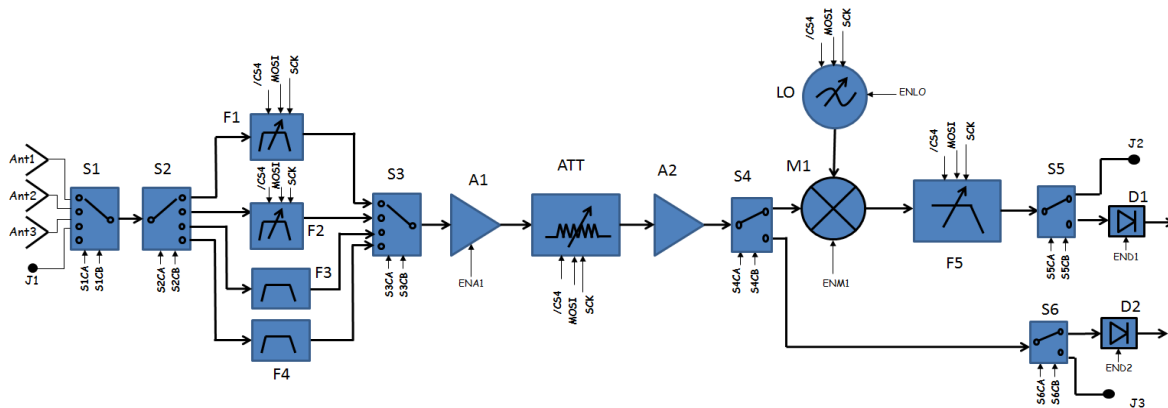 Ant1
Ant2
Ant3
J1
S1
S1CA
S1CB
S2
S2CA
S2CB
F1
/CS4
MOSI
SCK
/CS4
MOSI
SCK
F2
F3
F4
S3
S3CA
S3CB
A1
ENA1
ATT
/CS4
MOSI
SCK
A2
S4
S4CA
S4CB
/CS4
MOSI
SCK
LO
ENLO
M1
ENM1
/CS4
MOSI
SCK
F5
S5
S5CA
S5CB
J2
D1
END1
S6
S6CA
S6CB
D2
END2
J3